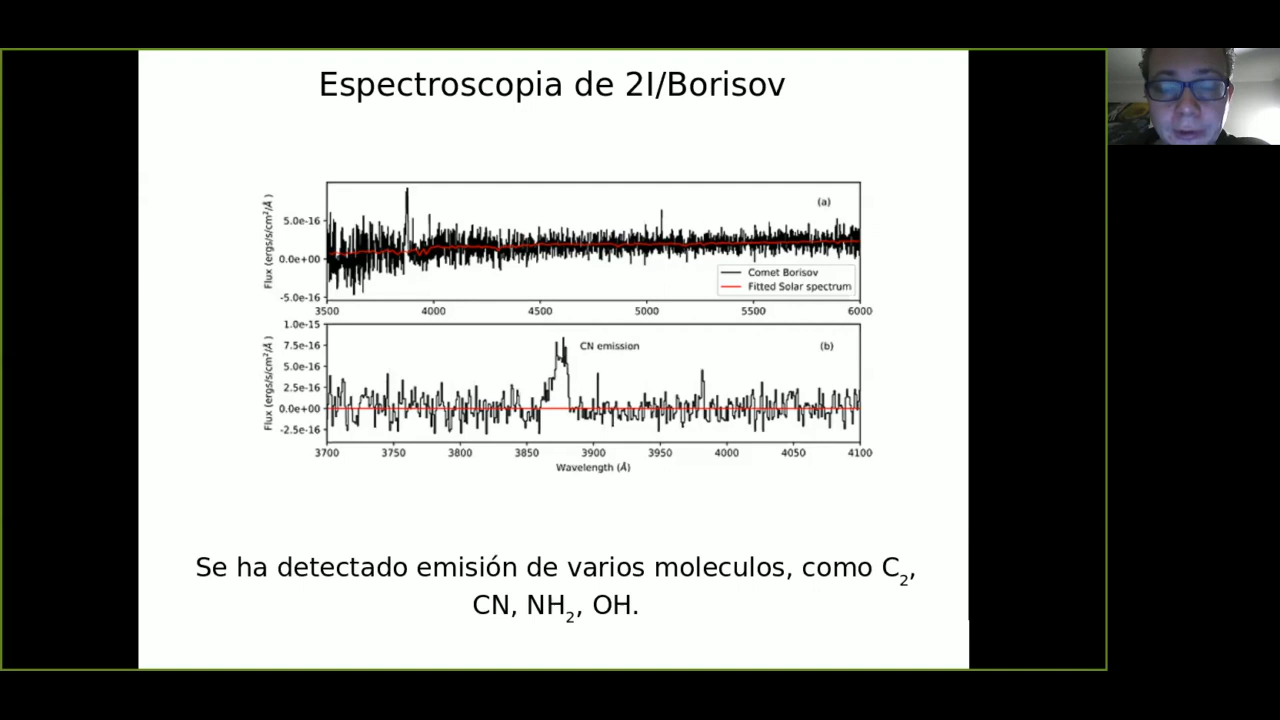 Espectroscopia de 2I/Borisov
Flux (ergs/s/cm²/Å )
5.0e-16
0.0e+00
-5.0e-16
(a)
Comet Borisov
Fitted Solar spectrum
3500 4000 4500 5000 5500 6000
Flux (ergs/s/cm²/Å )
1.0e-15
7.5e-16
5.0e-16
2.5e-16
0.0e+00
-2.5e-16
CN emission
(b)
3700 3750 3800 3850 3900 3950 4000 4050 4100
Wavelength (Å)
Se ha detectado emisión de varios moleculos, como C₂,
CN, NH₂, OH.